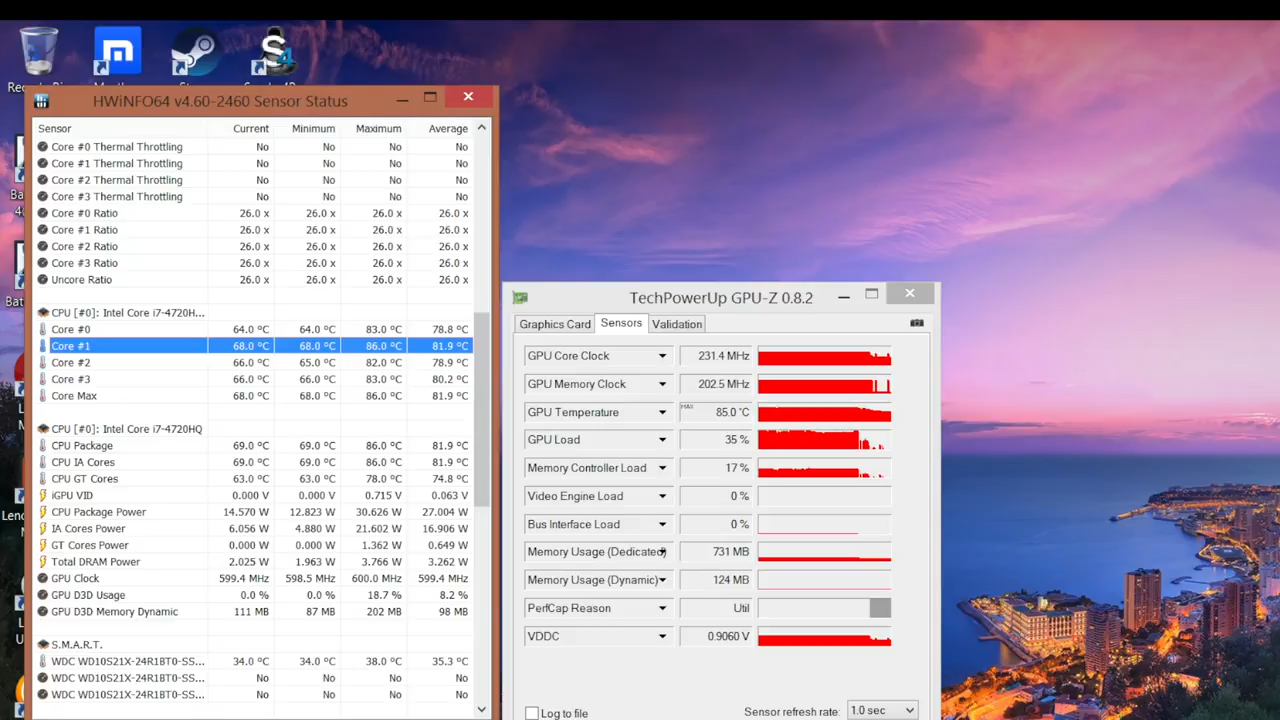 HWiNFO64 v4.60-2460 Sensor Status
Sensor Current Minimum Maximum Average
Core #0 Thermal Throttling No No No No
Core #1 Thermal Throttling No No No No
Core #2 Thermal Throttling No No No No
Core #3 Thermal Throttling No No No No
Core #0 Ratio 26.0 x 26.0 x 26.0 x 26.0 x
Core #1 Ratio 26.0 x 26.0 x 26.0 x 26.0 x
Core #2 Ratio 26.0 x 26.0 x 26.0 x 26.0 x
Core #3 Ratio 26.0 x 26.0 x 26.0 x 26.0 x
Uncore Ratio 26.0 x 26.0 x 26.0 x 26.0 x
CPU [#0]: Intel Core i7-4720H...
Core #0 64.0 °C 64.0 °C 83.0 °C 78.8 °C
Core #1 68.0 °C 68.0 °C 86.0 °C 81.9 °C
Core #2 66.0 °C 65.0 °C 82.0 °C 78.9 °C
Core #3 66.0 °C 66.0 °C 83.0 °C 80.2 °C
Core Max 68.0 °C 68.0 °C 86.0 °C 81.9 °C
CPU [#0]: Intel Core i7-4720HQ
CPU Package 69.0 °C 69.0 °C 86.0 °C 81.9 °C
CPU IA Cores 69.0 °C 69.0 °C 86.0 °C 81.9 °C
CPU GT Cores 63.0 °C 63.0 °C 78.0 °C 74.8 °C
iGPU VID 0.000 V 0.000 V 0.715 V 0.063 V
CPU Package Power 14.570 W 12.823 W 30.626 W 27.004 W
IA Cores Power 6.056 W 4.880 W 21.602 W 16.906 W
GT Cores Power 0.000 W 0.000 W 1.362 W 0.649 W
Total DRAM Power 2.025 W 1.963 W 3.766 W 3.262 W
GPU Clock 599.4 MHz 598.5 MHz 600.0 MHz 599.4 MHz
GPU D3D Usage 0.0 % 0.0 % 18.7 % 8.2 %
GPU D3D Memory Dynamic 111 MB 87 MB 202 MB 98 MB
S.M.A.R.T.
WDC WD10S21X-24R1BT0-SS... 34.0 °C 34.0 °C 38.0 °C 35.3 °C
WDC WD10S21X-24R1BT0-SS... No No No No
WDC WD10S21X-24R1BT0-SS... No No No No
TechPowerUp GPU-Z 0.8.2
Graphics Card Sensors Validation
GPU Core Clock 231.4 MHz
GPU Memory Clock 202.5 MHz
GPU Temperature MAX 85.0 °C
GPU Load 35 %
Memory Controller Load 17 %
Video Engine Load 0 %
Bus Interface Load 0 %
Memory Usage (Dedicated) 731 MB
Memory Usage (Dynamic) 124 MB
PerfCap Reason Util
VDDC 0.9060 V
Log to file Sensor refresh rate: 1.0 sec